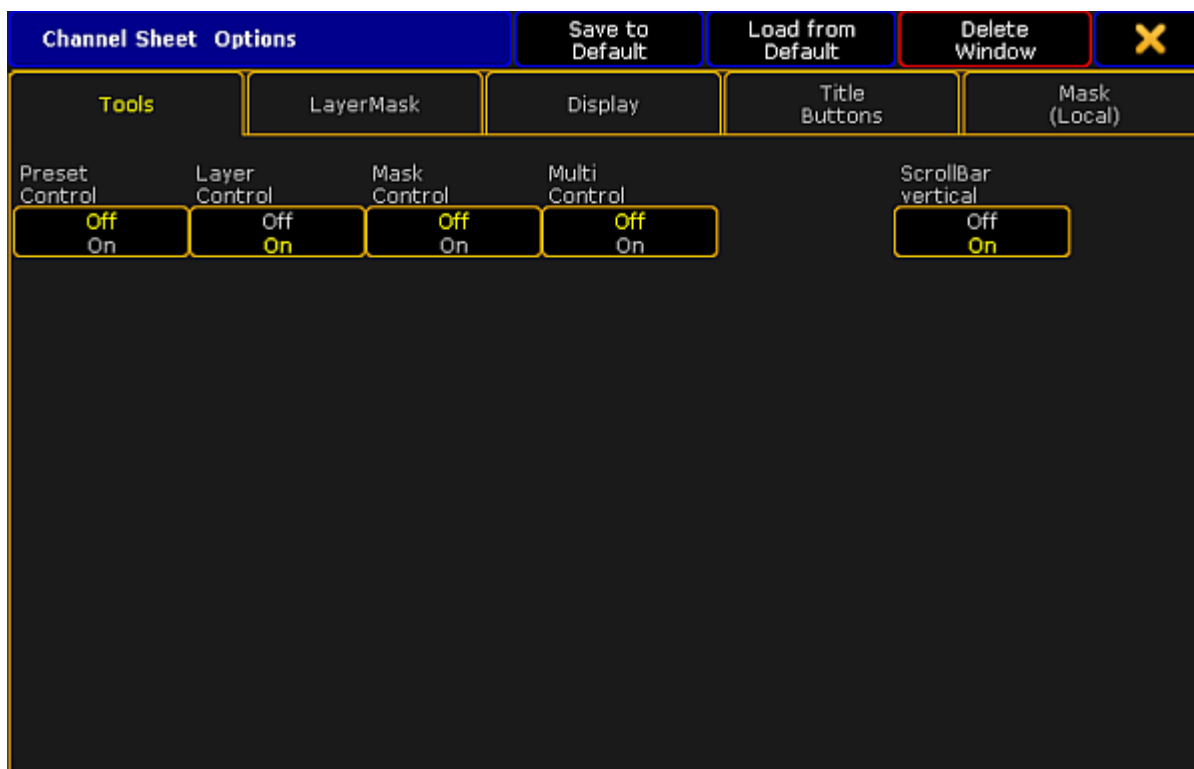 Channel Sheet Options
Save to
Default
Load from
Default
Delete
Window
Tools
LayerMask
Display
Title
Buttons
Mask
(Local)
Preset
Control
Off
On
Layer
Control
Off
On
Mask
Control
Off
On
Multi
Control
Off
On
ScrollBar
vertical
Off
On